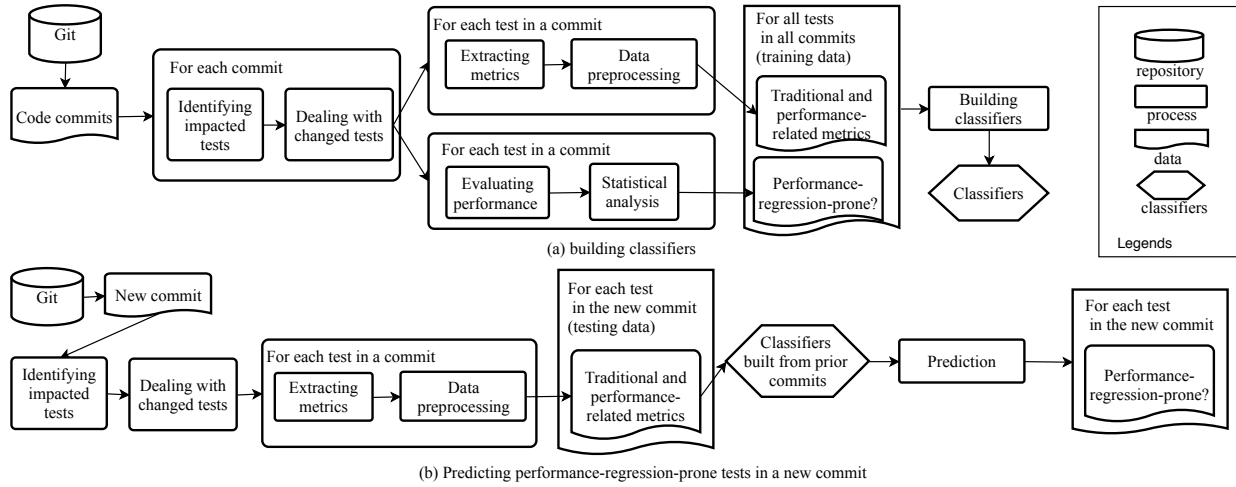 Git
Code commits
For each commit
Identifying
impacted
tests
Dealing with
changed tests
For each test in a commit
Extracting
metrics
Data
preprocessing
For each test in a commit
Evaluating
performance
Statistical
analysis
For all tests
in all commits
(training data)
Traditional and
performance-
related metrics
Performance-
regression-prone?
Building
classifiers
Classifiers
repository
process
data
classifiers
Legends
(a) building classifiers
Git
New commit
Identifying
impacted
tests
Dealing with
changed tests
For each test in a commit
Extracting
metrics
Data
preprocessing
For each test
in the new commit
(testing data)
Traditional and
performance-
related metrics
Classifiers
built from prior
commits
Prediction
For each test
in the new commit
Performance-
regression-prone?
(b) Predicting performance-regression-prone tests in a new commit